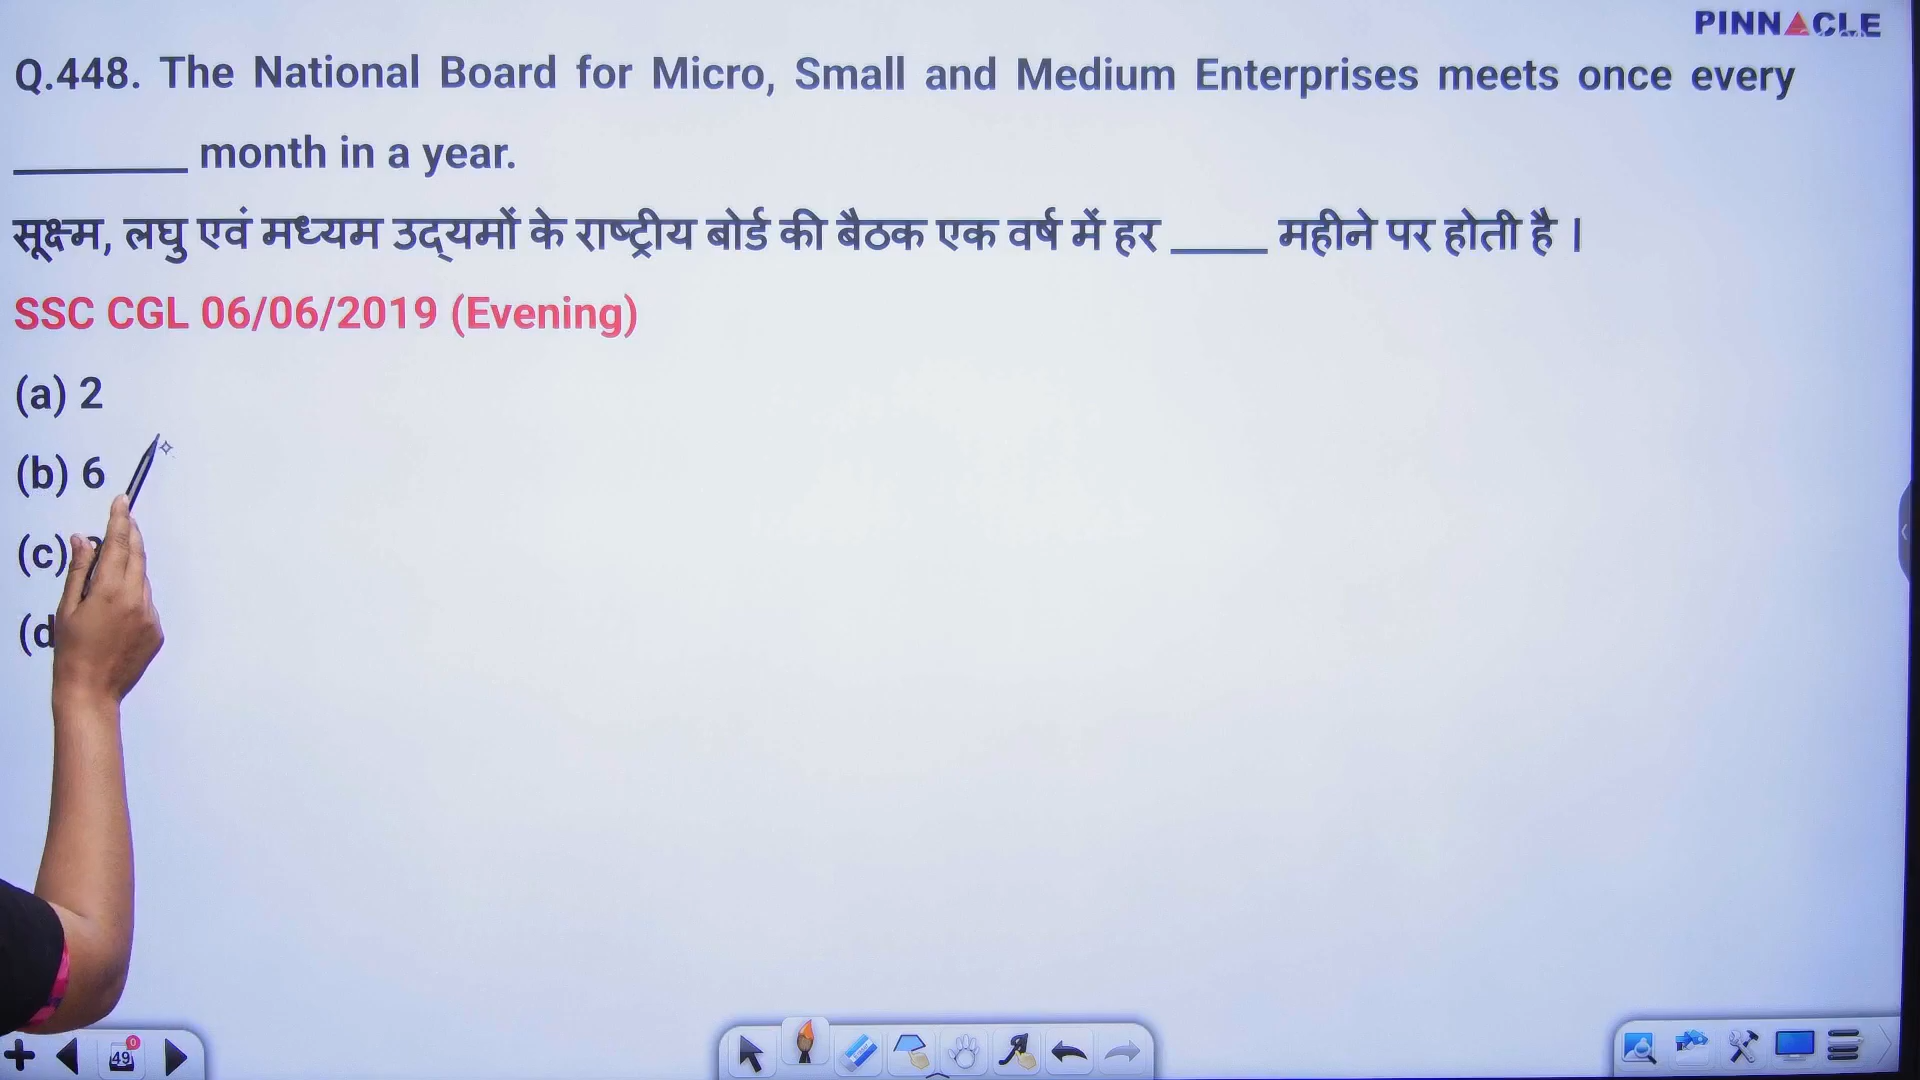 PINNACLE
Q.448. The National Board for Micro, Small and Medium Enterprises meets once every
________ month in a year.
सूक्ष्म, लघु एवं मध्यम उद्यमों के राष्ट्रीय बोर्ड की बैठक एक वर्ष में हर ____ महीने पर होती है ।
SSC CGL 06/06/2019 (Evening)
(a) 2
(b) 6
(c)
(d
49
0